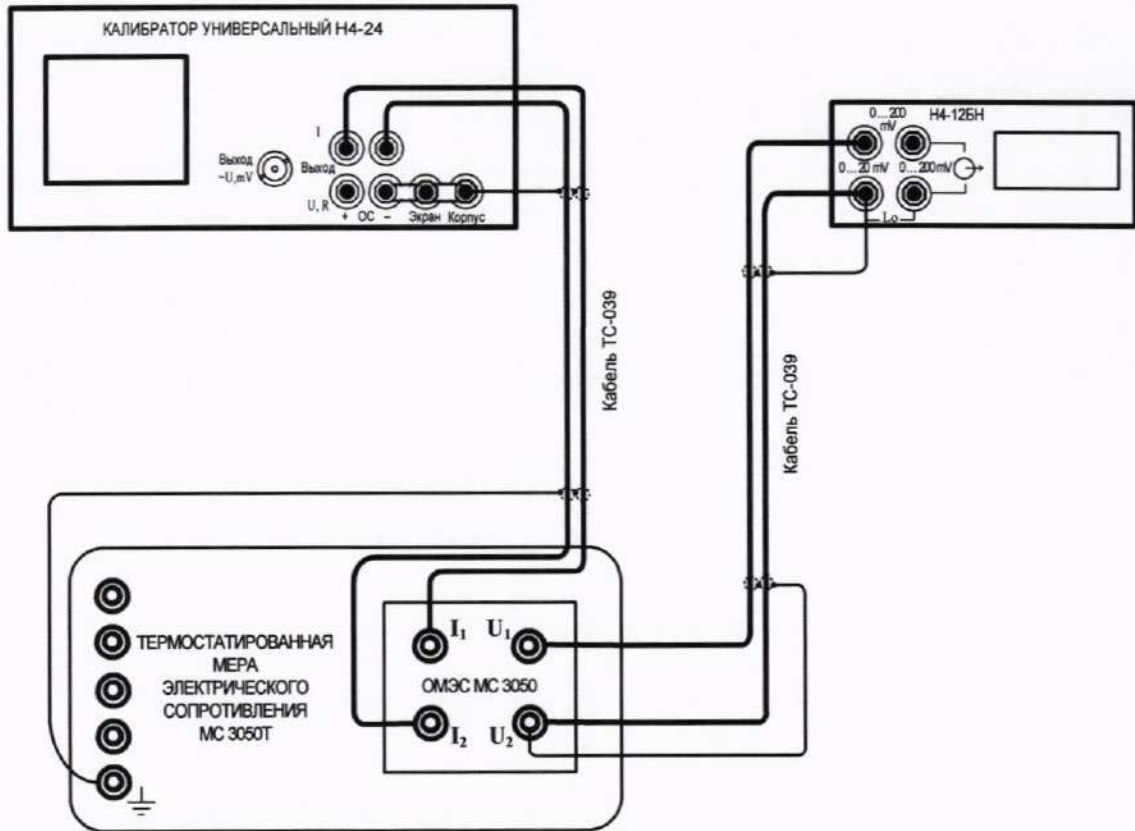 КАЛИБРАТОР УНИВЕРСАЛЬНЫЙ Н4-24
I
Выход
~U,mV
Выход
U, R
+ ОС – Экран Корпус
0...200 mV
Н4-12БН
0...20 mV
0...200mV
Lo
Кабель ТС-039
Кабель ТС-039
ТЕРМОСТАТИРОВАННАЯ
МЕРА
ЭЛЕКТРИЧЕСКОГО
СОПРОТИВЛЕНИЯ
МС 3050Т
I₁ U₁
ОМЭС МС 3050
I₂ U₂